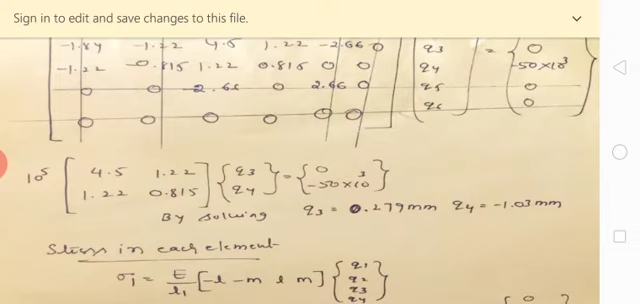 Sign in to edit and save changes to this file.
-1.84 -1.22 4.5 1.22 -2.66 0 q3 = 0
-1.22 -0.815 1.22 0.815 0 0 q4 -50×10³
0 0 -2.66 0 2.66 0 q5 0
0 0 0 0 0 0 q6 0
10⁵ [ 4.5 1.22 ] { q3 } = { 0 }
1.22 0.815 q4 -50×10³
By solving q3 = 0.279mm q4 = -1.03mm
Stress in each element
σ1 = E/l1 [-l -m l m] { q1 q2 q3 q4 }